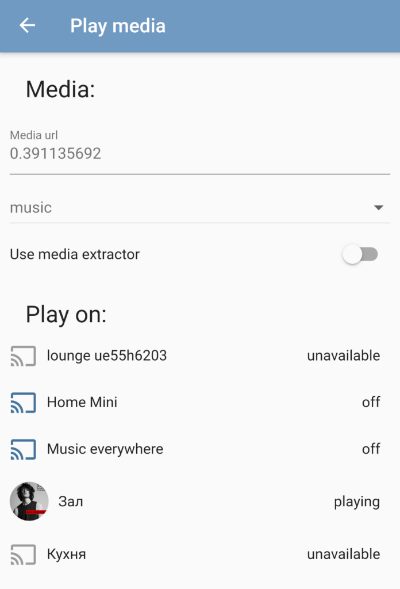 Play media
Media:
Media url
0.391135692
music
Use media extractor
Play on:
lounge ue55h6203 unavailable
Home Mini off
Music everywhere off
Зал playing
Кухня unavailable